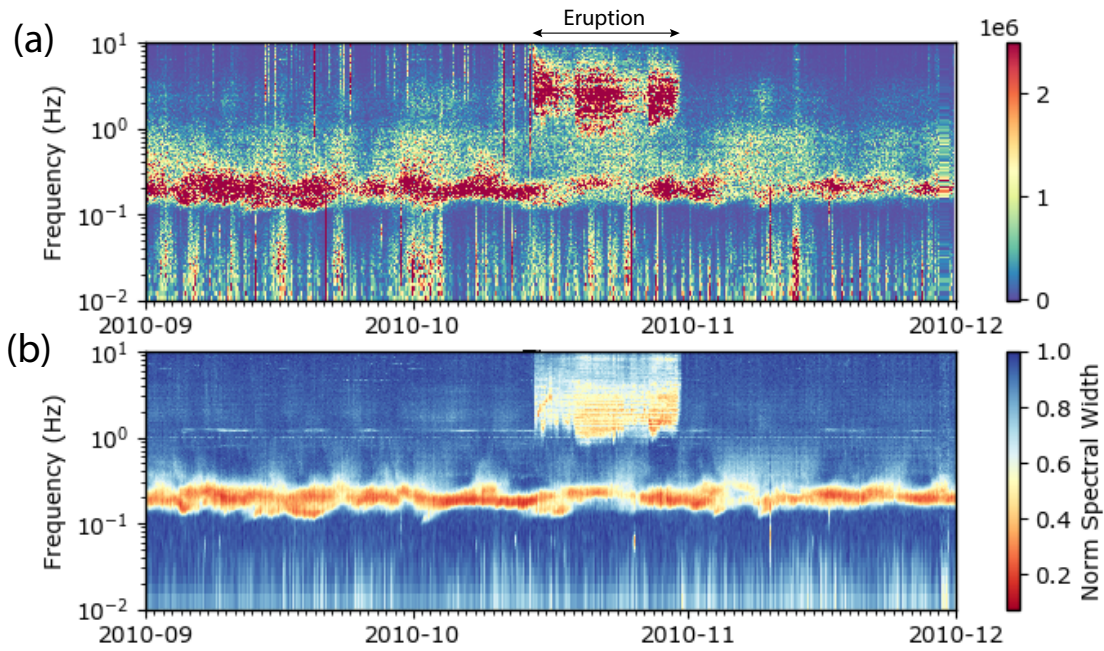 Eruption
(a)
1e6
10¹
10⁰
10⁻¹
10⁻²
Frequency (Hz)
2
1
0
2010-09 2010-10 2010-11 2010-12
(b)
10¹
10⁰
10⁻¹
10⁻²
Frequency (Hz)
1.0
0.8
0.6
0.4
0.2
Norm Spectral Width
2010-09 2010-10 2010-11 2010-12